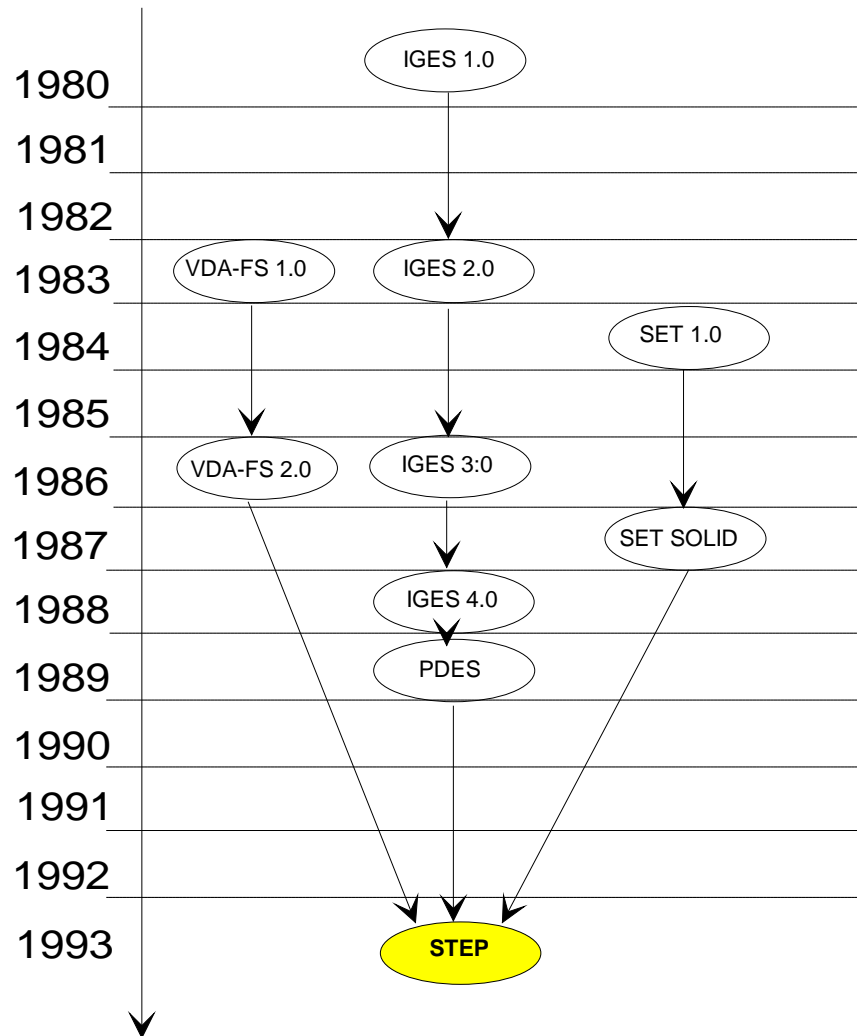 IGES 1.0
1980
1981
1982
VDA-FS 1.0
IGES 2.0
1983
SET 1.0
1984
1985
VDA-FS 2.0
IGES 3:0
1986
SET SOLID
1987
IGES 4.0
1988
PDES
1989
1990
1991
1992
STEP
1993